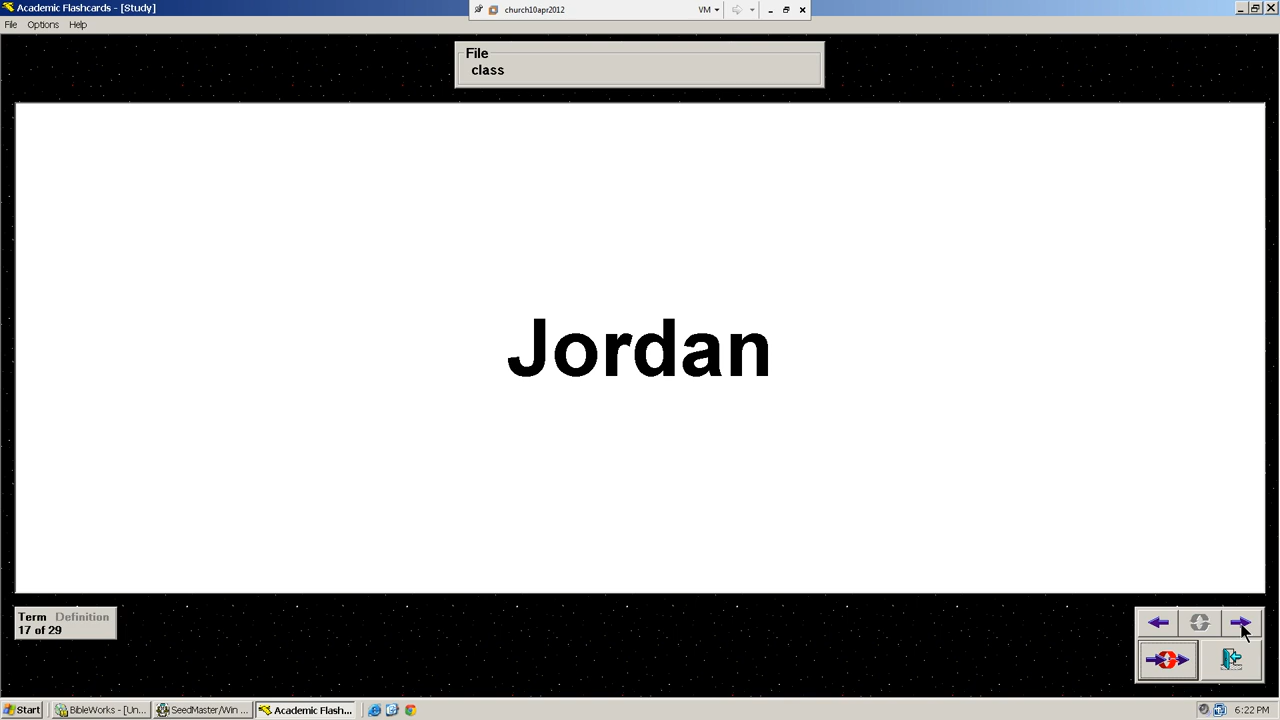 Academic Flashcards - [Study]
church10apr2012
VM
File Options Help
File
class
Jordan
Term Definition
17 of 29
Start
BibleWorks - [Un...
SeedMaster/Win ...
Academic Flash...
6:22 PM